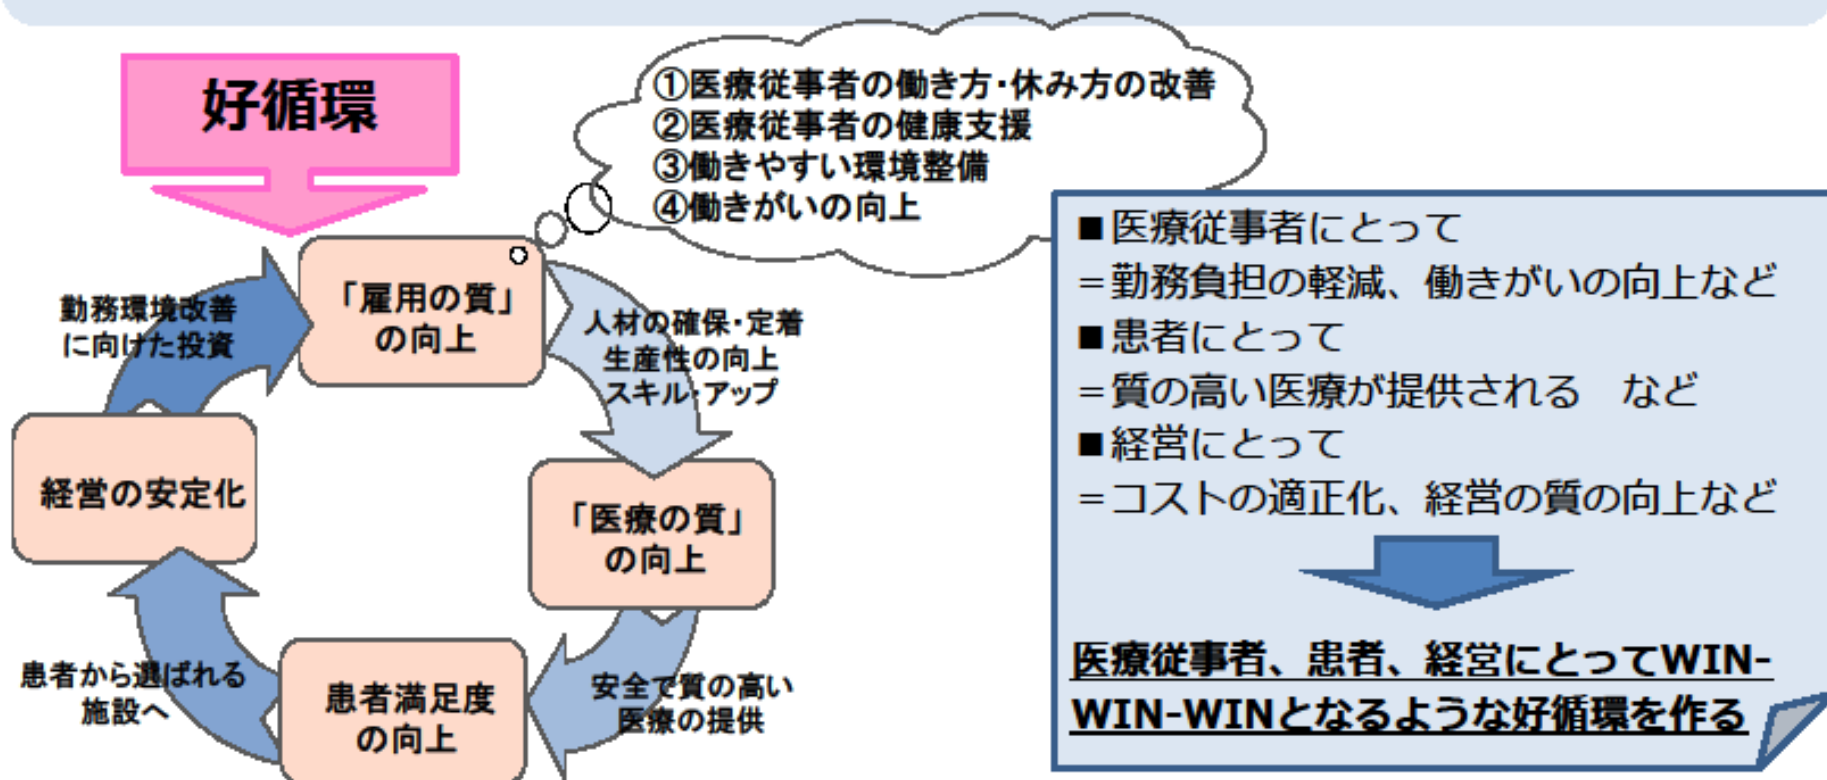 好循環
①医療従事者の働き方・休み方の改善
②医療従事者の健康支援
③働きやすい環境整備
④働きがいの向上
「雇用の質」
の向上
人材の確保・定着
生産性の向上
スキル・アップ
「医療の質」
の向上
安全で質の高い
医療の提供
患者満足度
の向上
患者から選ばれる
施設へ
経営の安定化
勤務環境改善
に向けた投資
■医療従事者にとって
＝勤務負担の軽減、働きがいの向上など
■患者にとって
＝質の高い医療が提供される　など
■経営にとって
＝コストの適正化、経営の質の向上など
医療従事者、患者、経営にとってWIN-
WIN-WINとなるような好循環を作る